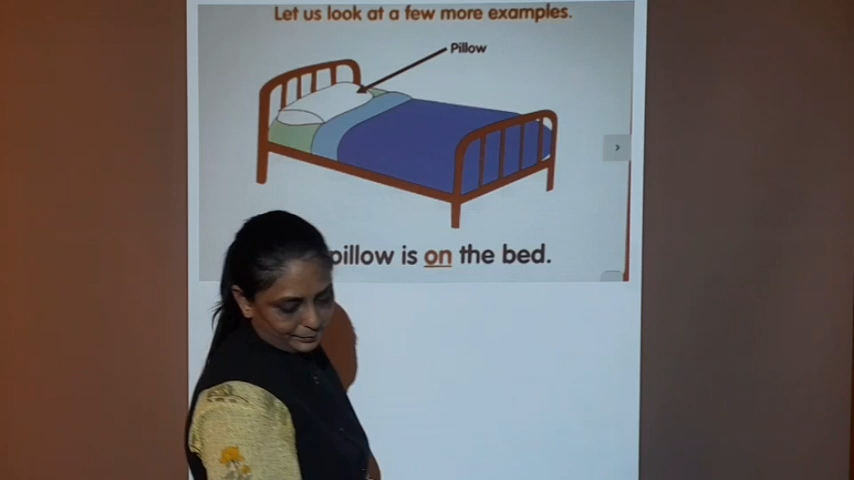 Let us look at a few more examples.
Pillow
pillow is on the bed.